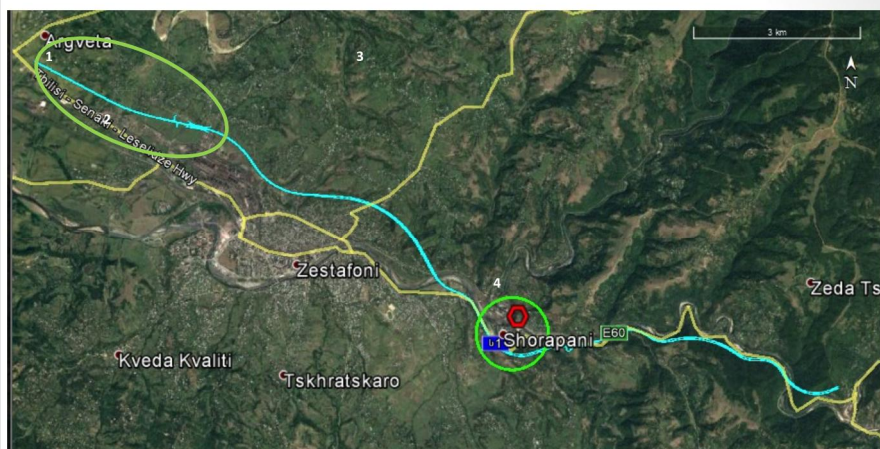 3 km
Argveta
1
3
N
2
Tbilisi - Senaki - Leselidze Hwy
Zestafoni
4
Zeda Ts
E60
ს1
Shorapani
Kveda Kvaliti
Tskhratskaro